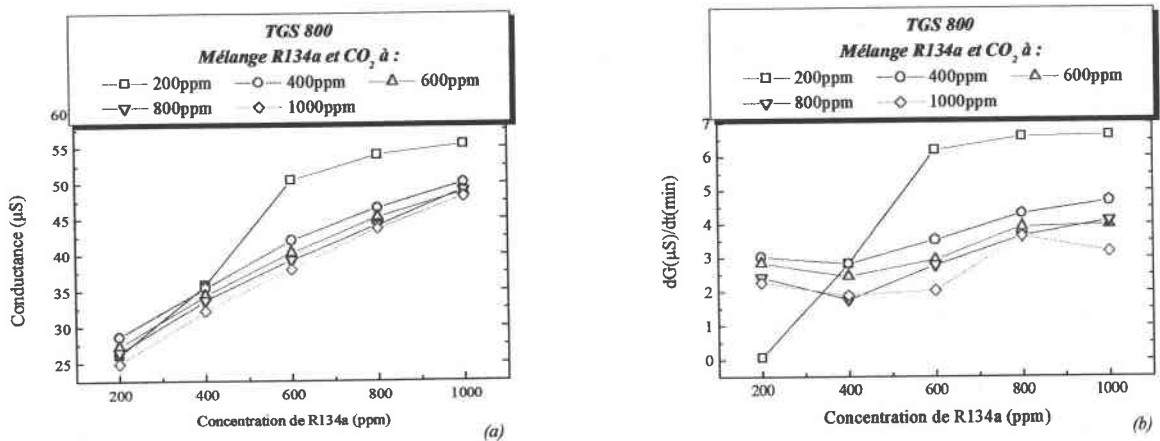 TGS 800
Mélange R134a et CO2 à :
200ppm 400ppm 600ppm
800ppm 1000ppm
60
55
50
45
40
35
30
25
Conductance (µS)
200 400 600 800 1000
Concentration de R134a (ppm)
(a)
TGS 800
Mélange R134a et CO2 à :
200ppm 400ppm 600ppm
800ppm 1000ppm
7
6
5
4
3
2
1
0
dG(µS)/dt(min)
200 400 600 800 1000
Concentration de R134a (ppm)
(b)